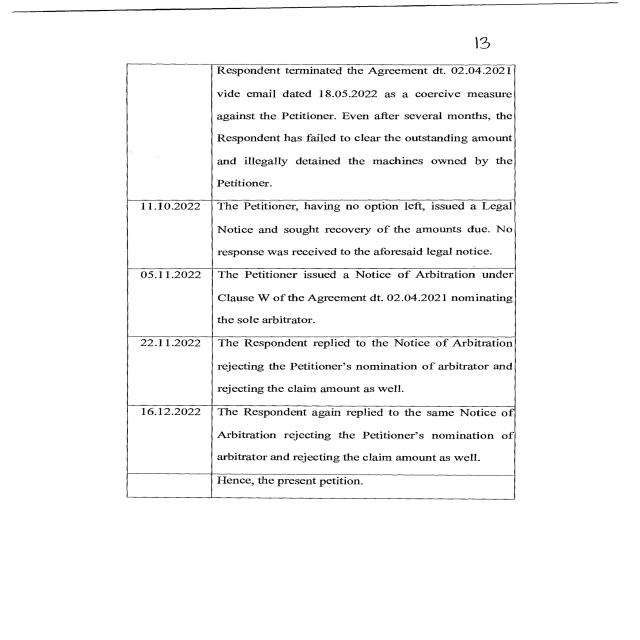 13
Respondent terminated the Agreement dt. 02.04.2021
vide email dated 18.05.2022 as a coercive measure
against the Petitioner. Even after several months, the
Respondent has failed to clear the outstanding amount
and illegally detained the machines owned by the
Petitioner.
11.10.2022 The Petitioner, having no option left, issued a Legal
Notice and sought recovery of the amounts due. No
response was received to the aforesaid legal notice.
05.11.2022 The Petitioner issued a Notice of Arbitration under
Clause W of the Agreement dt. 02.04.2021 nominating
the sole arbitrator.
22.11.2022 The Respondent replied to the Notice of Arbitration
rejecting the Petitioner's nomination of arbitrator and
rejecting the claim amount as well.
16.12.2022 The Respondent again replied to the same Notice of
Arbitration rejecting the Petitioner's nomination of
arbitrator and rejecting the claim amount as well.
Hence, the present petition.